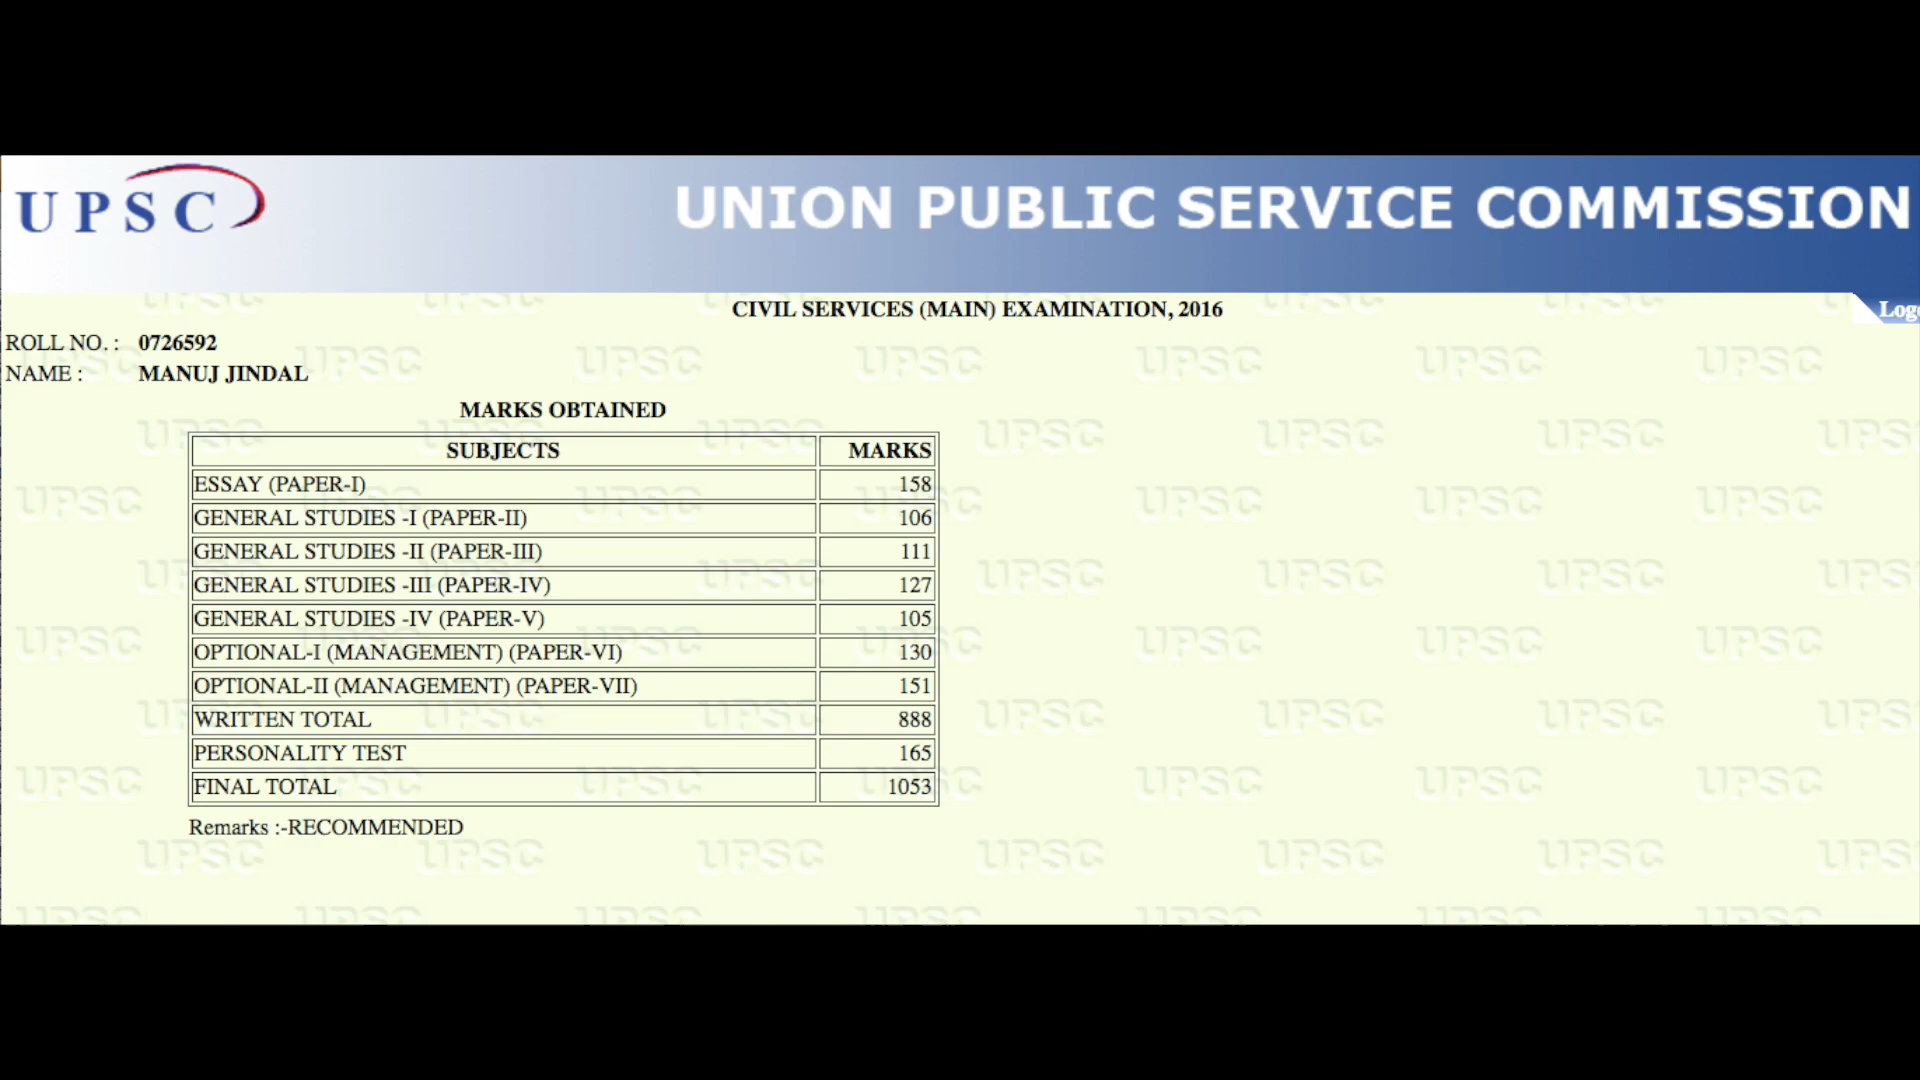 UPSC
UNION PUBLIC SERVICE COMMISSION
CIVIL SERVICES (MAIN) EXAMINATION, 2016
ROLL NO. : 0726592
NAME : MANUJ JINDAL
MARKS OBTAINED
SUBJECTS MARKS
ESSAY (PAPER-I) 158
GENERAL STUDIES -I (PAPER-II) 106
GENERAL STUDIES -II (PAPER-III) 111
GENERAL STUDIES -III (PAPER-IV) 127
GENERAL STUDIES -IV (PAPER-V) 105
OPTIONAL-I (MANAGEMENT) (PAPER-VI) 130
OPTIONAL-II (MANAGEMENT) (PAPER-VII) 151
WRITTEN TOTAL 888
PERSONALITY TEST 165
FINAL TOTAL 1053
Remarks :-RECOMMENDED